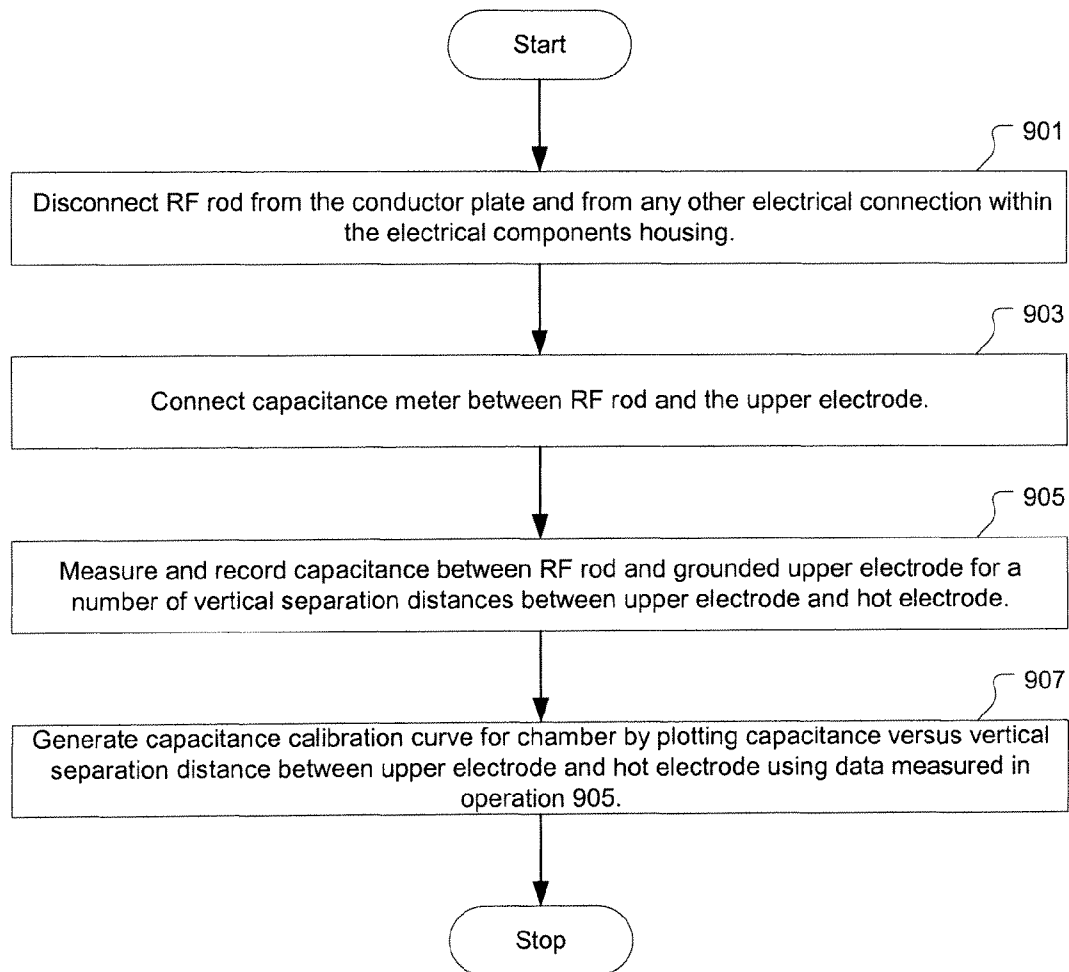 Start
901
Disconnect RF rod from the conductor plate and from any other electrical connection within
the electrical components housing.
903
Connect capacitance meter between RF rod and the upper electrode.
905
Measure and record capacitance between RF rod and grounded upper electrode for a
number of vertical separation distances between upper electrode and hot electrode.
907
Generate capacitance calibration curve for chamber by plotting capacitance versus vertical
separation distance between upper electrode and hot electrode using data measured in
operation 905.
Stop